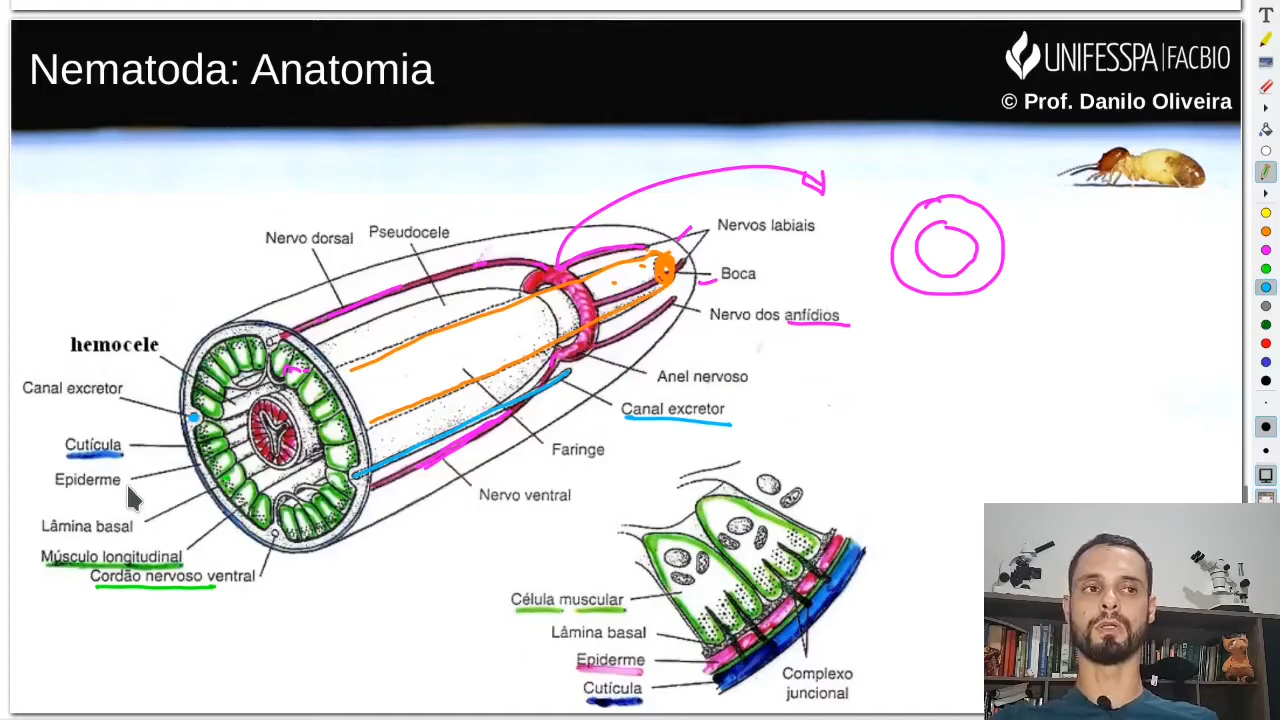 Nematoda: Anatomia
UNIFESSPA|FACBIO
© Prof. Danilo Oliveira
Nervo dorsal
Pseudocele
Nervos labiais
Boca
Nervo dos anfídios
hemocele
Canal excretor
Anel nervoso
Canal excretor
Cutícula
Epiderme
Faringe
Nervo ventral
Lâmina basal
Músculo longitudinal
Cordão nervoso ventral
Célula muscular
Lâmina basal
Epiderme
Cutícula
Complexo
juncional
T